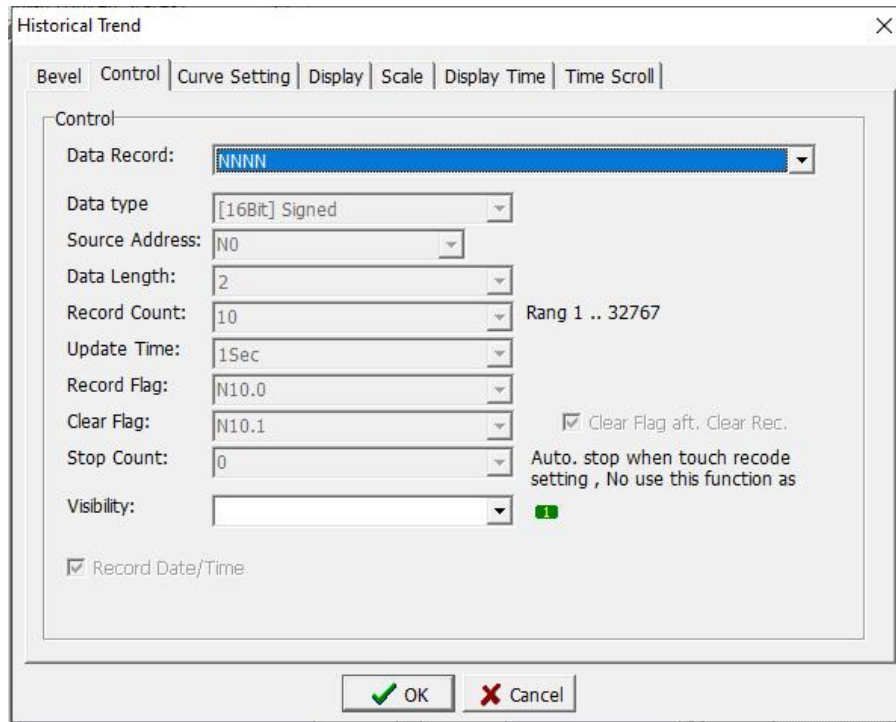 Historical Trend
Bevel Control Curve Setting Display Scale Display Time Time Scroll
Control
Data Record: NNNN
Data type [16Bit] Signed
Source Address: N0
Data Length: 2
Record Count: 10 Rang 1 .. 32767
Update Time: 1Sec
Record Flag: N10.0
Clear Flag: N10.1 Clear Flag aft. Clear Rec.
Stop Count: 0 Auto. stop when touch recode
setting , No use this function as
Visibility: 1
Record Date/Time
OK Cancel